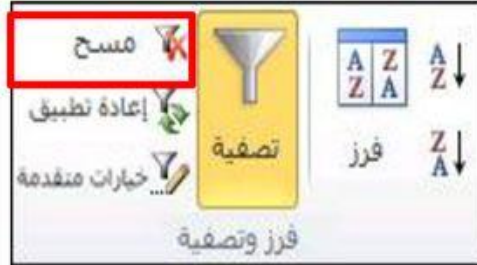 مسح
إعادة تطبيق
خيارات متقدمة
تصفية
فرز
A Z
Z A
A
Z
Z
A
فرز وتصفية